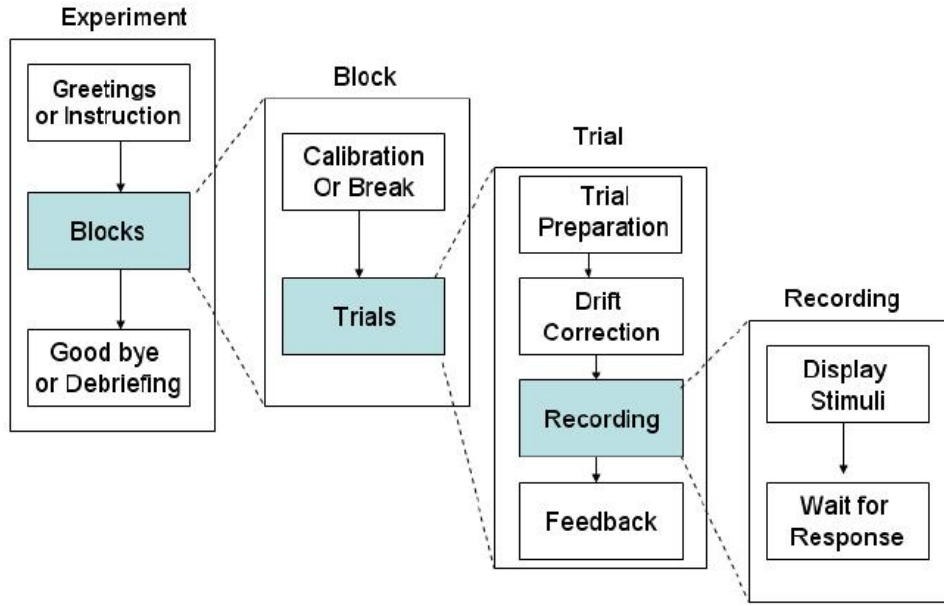 Experiment
Greetings
or Instruction
Blocks
Good bye
or Debriefing
Block
Calibration
Or Break
Trials
Trial
Trial
Preparation
Drift
Correction
Recording
Feedback
Recording
Display
Stimuli
Wait for
Response